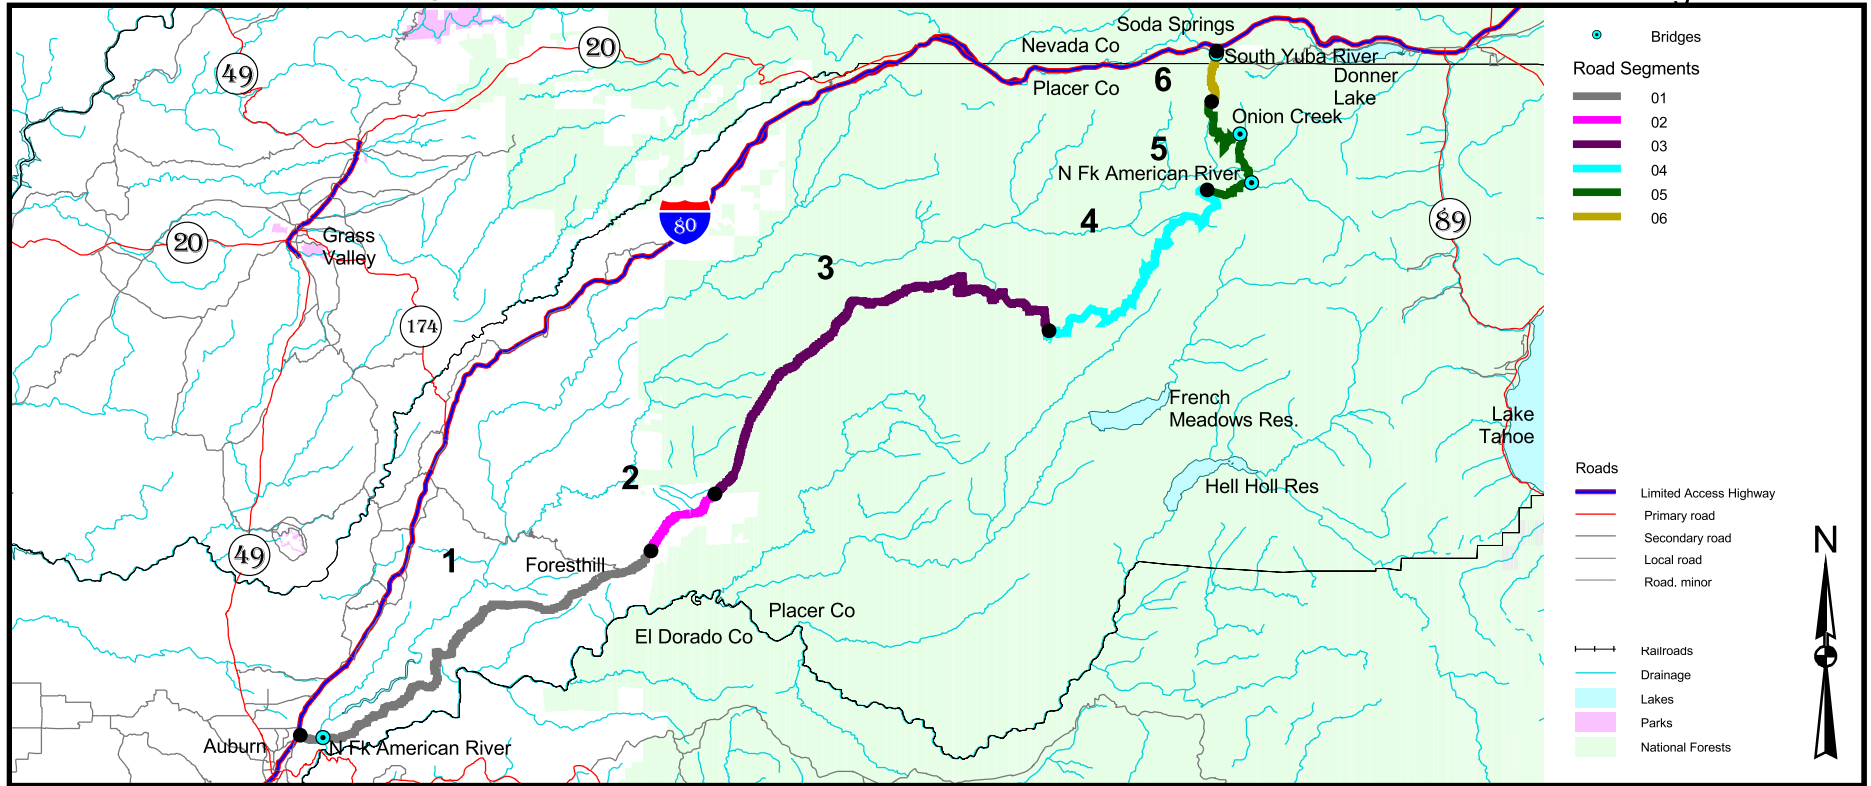 Soda Springs
Nevada Co
South Yuba River
Placer Co
Donner
Lake
Onion Creek
N Fk American River
6
5
4
3
2
1
49
20
20
Grass
Valley
174
80
89
French
Meadows Res.
Hell Holl Res
Lake
Tahoe
49
Foresthill
Placer Co
El Dorado Co
Auburn
N Fk American River
Bridges
Road Segments
01
02
03
04
05
06
Roads
Limited Access Highway
Primary road
Secondary road
Local road
Road, minor
Railroads
Drainage
Lakes
Parks
National Forests
N